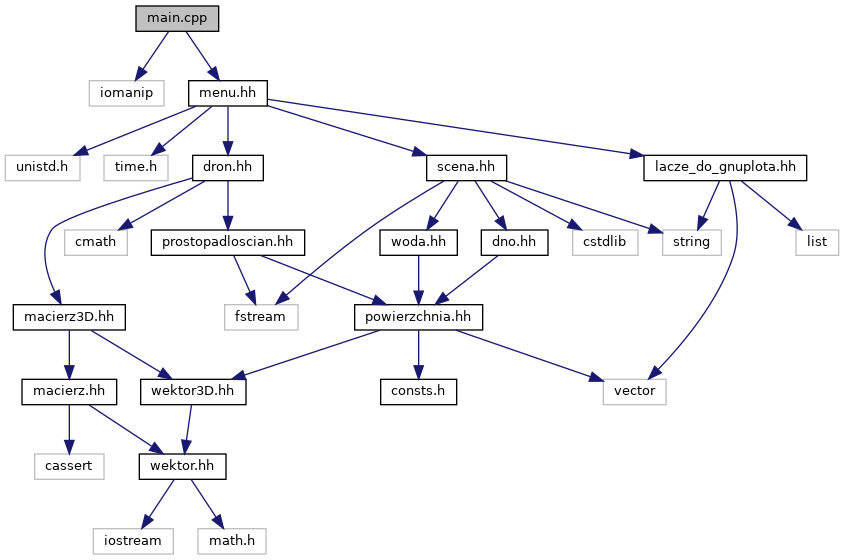 main.cpp
iomanip
menu.hh
unistd.h
time.h
dron.hh
scena.hh
lacze_do_gnuplota.hh
cmath
prostopadloscian.hh
woda.hh
dno.hh
cstdlib
string
list
macierz3D.hh
fstream
powierzchnia.hh
macierz.hh
wektor3D.hh
consts.h
vector
cassert
wektor.hh
iostream
math.h